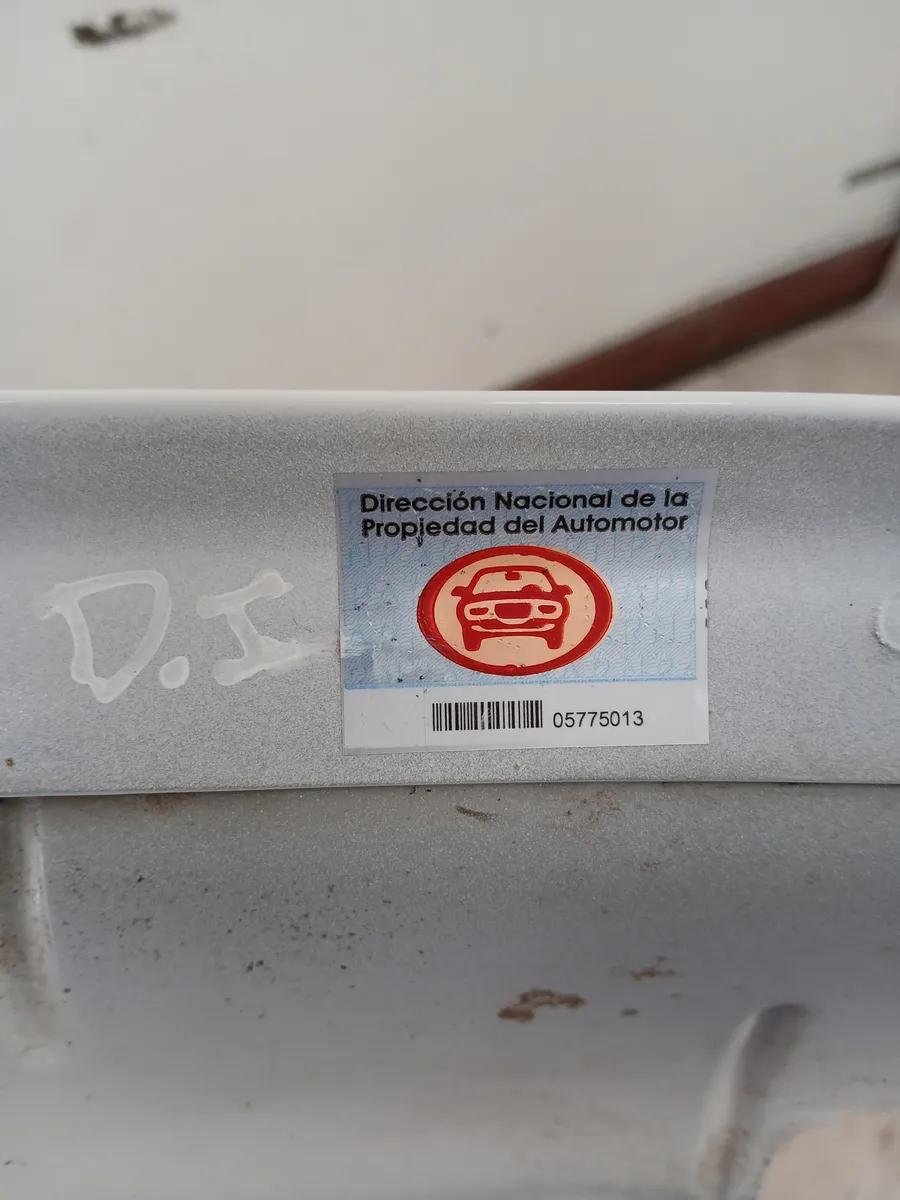 Dirección Nacional de la
Propiedad del Automotor
D.I
05775013